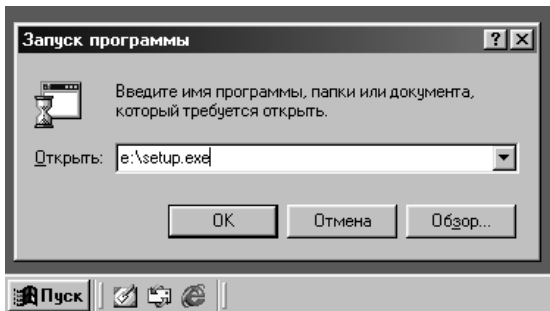 Запуск программы
Введите имя программы, папки или документа,
который требуется открыть.
Открыть: e:\setup.exe
OK Отмена Обзор...
Пуск